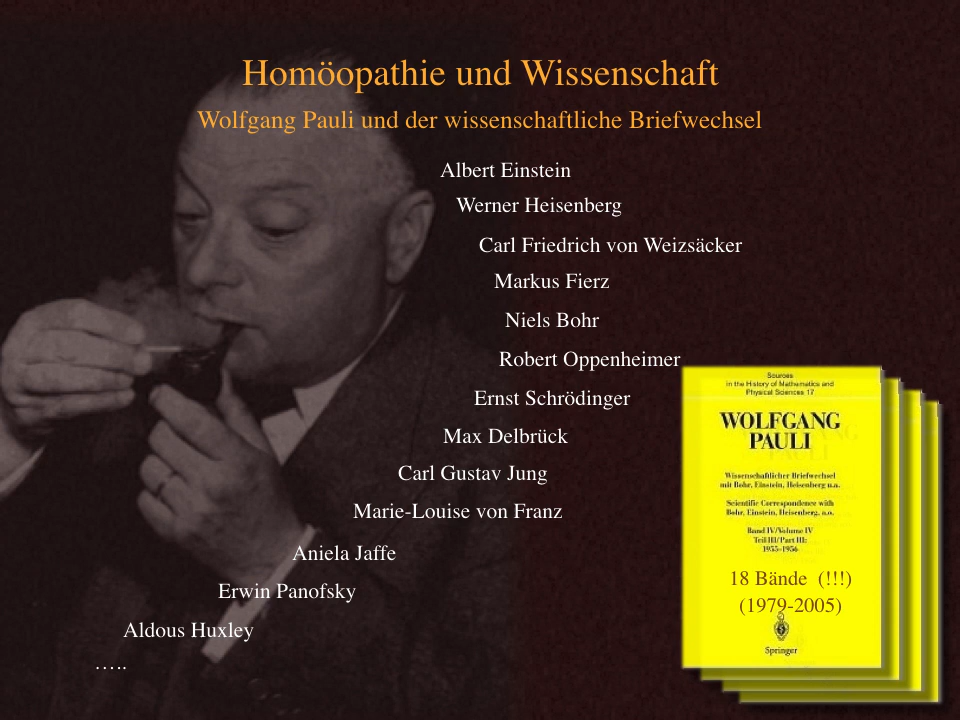 Homöopathie und Wissenschaft
Wolfgang Pauli und der wissenschaftliche Briefwechsel
Albert Einstein
Werner Heisenberg
Carl Friedrich von Weizsäcker
Markus Fierz
Niels Bohr
Robert Oppenheimer
Ernst Schrödinger
Max Delbrück
Carl Gustav Jung
Marie-Louise von Franz
Aniela Jaffe
Erwin Panofsky
Aldous Huxley
…..
Sources
in the History of Mathematics and
Physical Sciences 17
WOLFGANG
PAULI
Wissenschaftlicher Briefwechsel
mit Bohr, Einstein, Heisenberg u.a.
Scientific Correspondence with
Bohr, Einstein, Heisenberg, a.o.
Band IV/Volume IV
Teil III/Part III:
1955–1956
18 Bände (!!!)
(1979-2005)
Springer